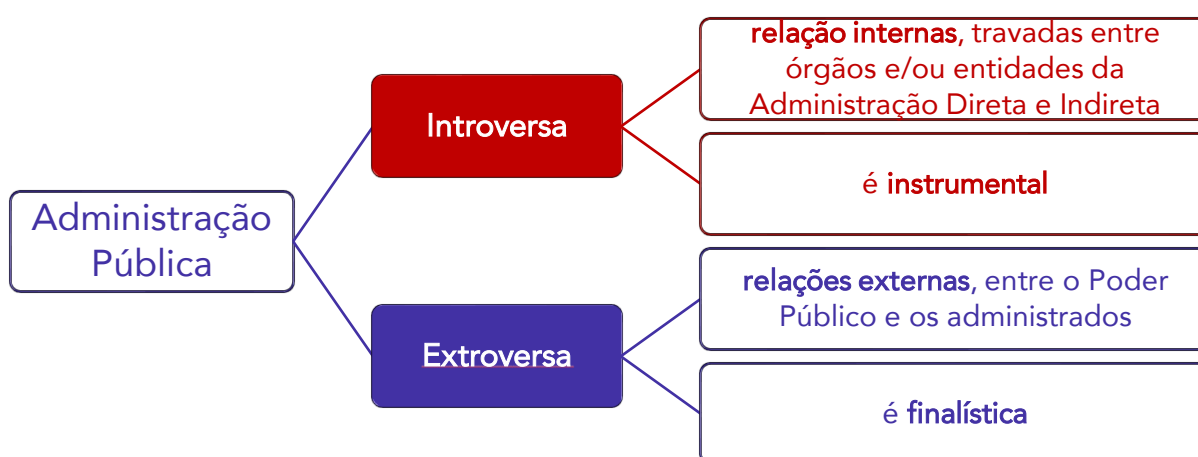 Administração
Pública
Introversa
relação internas, travadas entre
órgãos e/ou entidades da
Administração Direta e Indireta
é instrumental
Extroversa
relações externas, entre o Poder
Público e os administrados
é finalística